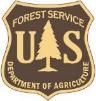 FOREST SERVICE
U S
DEPARTMENT OF AGRICULTURE